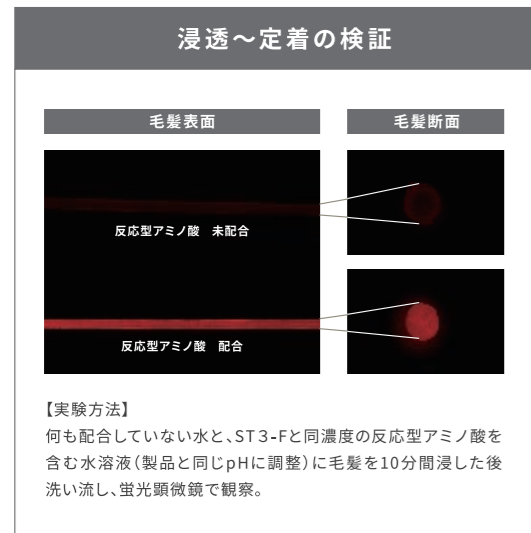 浸透〜定着の検証
毛髪表面
毛髪断面
反応型アミノ酸　未配合
反応型アミノ酸　配合
【実験方法】
何も配合していない水と、ST３-Fと同濃度の反応型アミノ酸を
含む水溶液（製品と同じpHに調整）に毛髪を10分間浸した後
洗い流し、蛍光顕微鏡で観察。